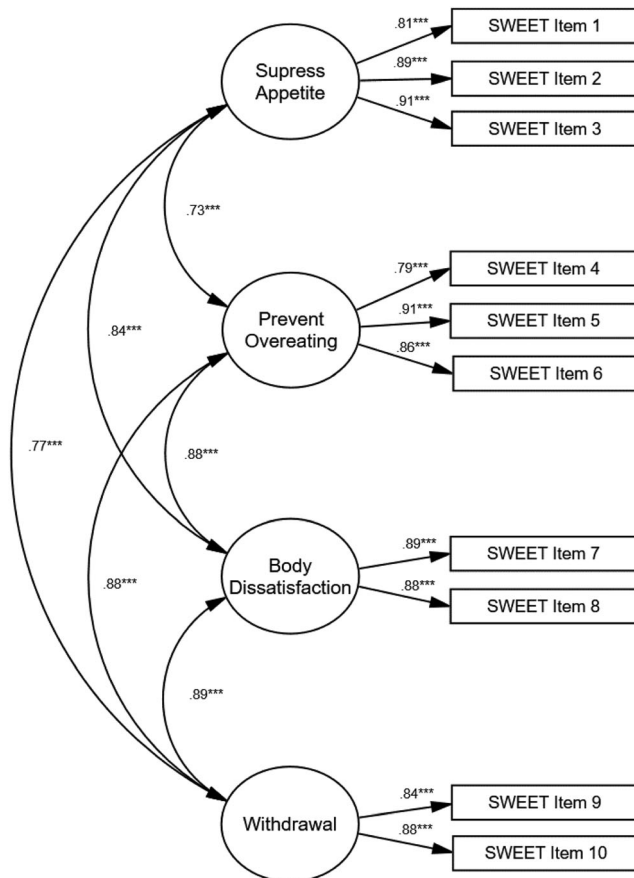 .81***
SWEET Item 1
Supress
Appetite
.89***
SWEET Item 2
.91***
SWEET Item 3
.73***
.79***
SWEET Item 4
Prevent
Overeating
.91***
SWEET Item 5
.86***
SWEET Item 6
.84***
.77***
.88***
.89***
SWEET Item 7
Body
Dissatisfaction
.88***
SWEET Item 8
.88***
.89***
.84***
SWEET Item 9
Withdrawal
.88***
SWEET Item 10